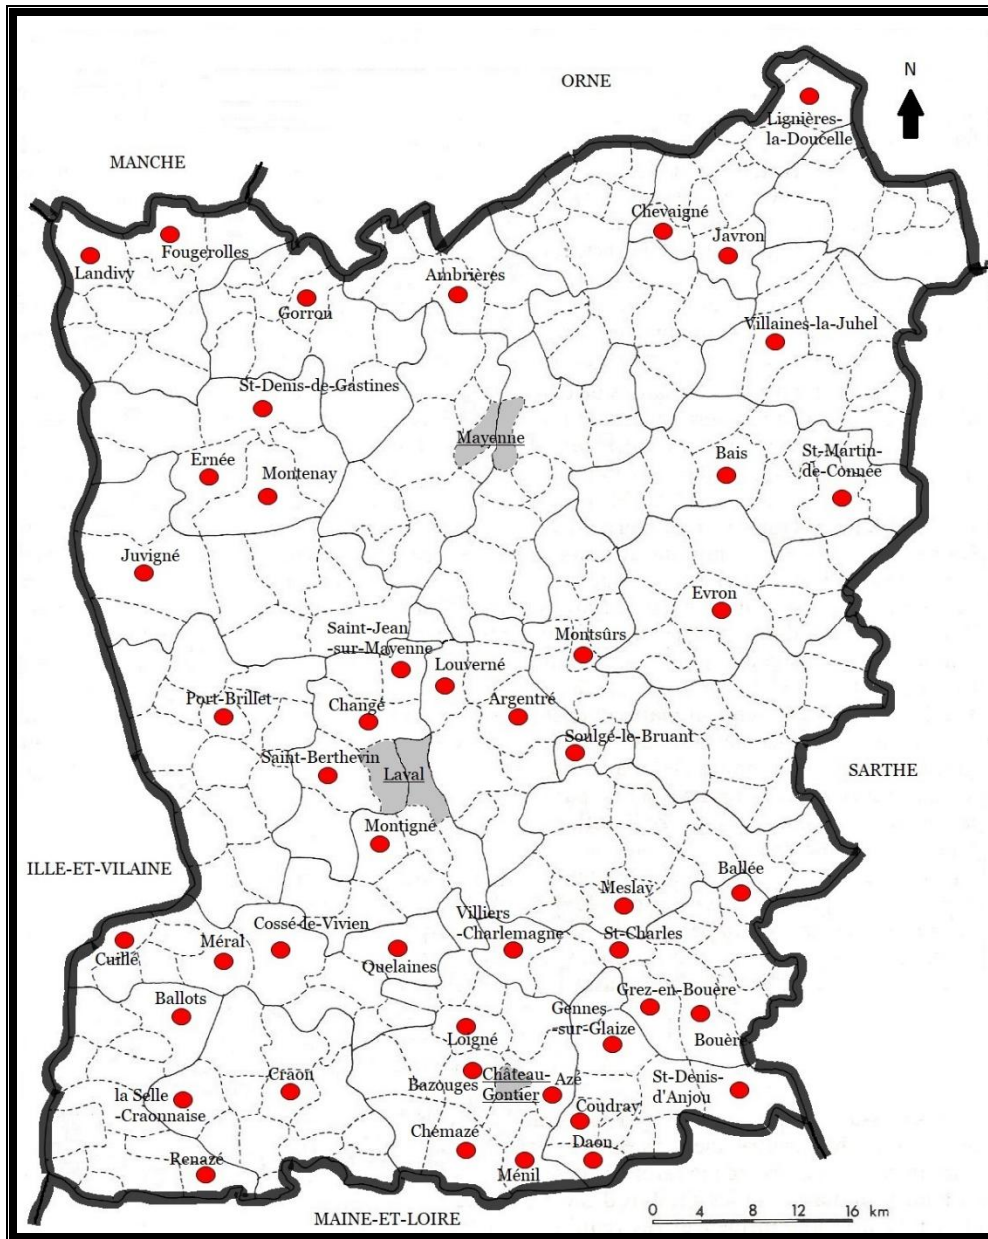 ORNE
N
MANCHE
Lignières-
la-Doucelle
Chevaigné
Javron
Fougerolles
Landivy
Ambrières
Gorron
Villaines-la-Juhel
St-Denis-de-Gastines
Mayenne
Ernée
Montenay
Bais
St-Martin-
de-Connée
Juvigné
Evron
Saint-Jean
-sur-Mayenne
Montsûrs
Louverné
Port-Brillet
Changé
Argentré
Soulgé-le-Bruant
Saint-Berthevin
Laval
SARTHE
Montigné
ILLE-ET-VILAINE
Ballée
Meslay
Cossé-de-Vivien
Villiers
-Charlemagne
Cuillé
Méral
Quelaines
St-Charles
Ballots
Grez-en-Bouère
Gennes
-sur-Glaize
Loigné
Bouère
la Selle
-Craonnaise
Craon
Bazouges
Château-
Gontier
Azé
St-Denis-
d'Anjou
Coudray
Chemazé
Daon
Renazé
Ménil
MAINE-ET-LOIRE
0 4 8 12 16 km